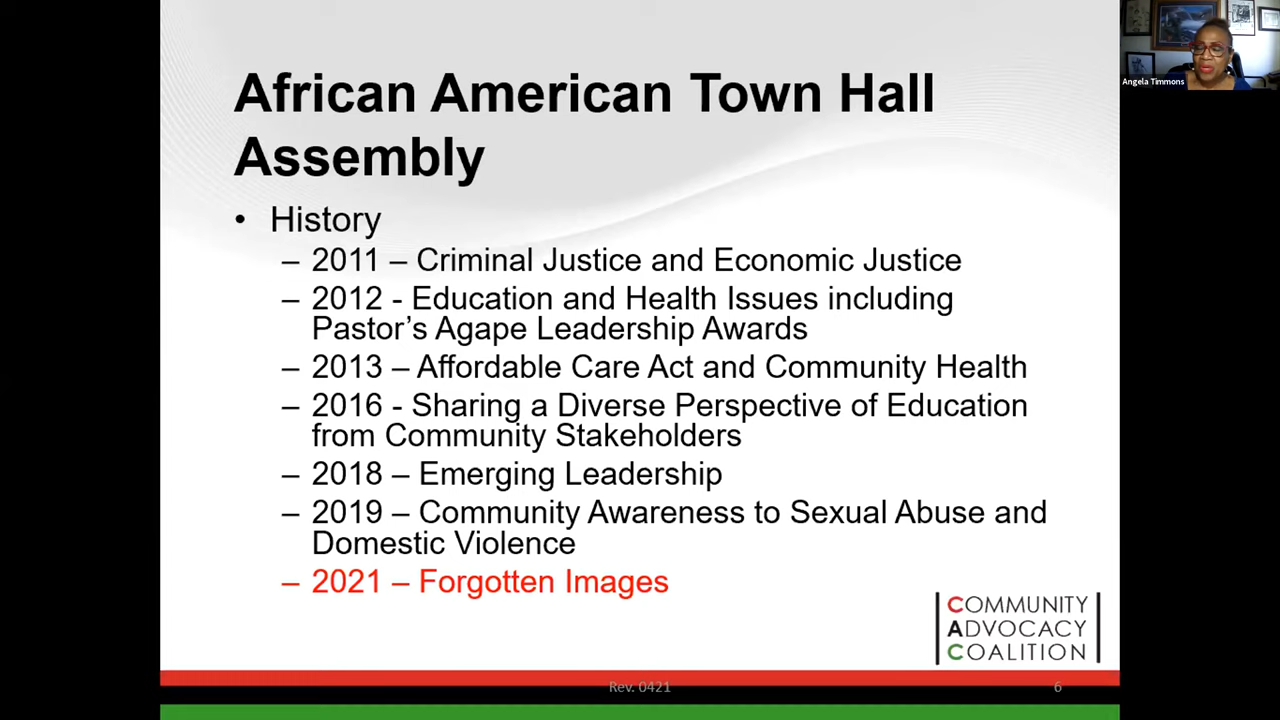 African American Town Hall
Assembly
• History
– 2011 – Criminal Justice and Economic Justice
– 2012 - Education and Health Issues including
Pastor’s Agape Leadership Awards
– 2013 – Affordable Care Act and Community Health
– 2016 - Sharing a Diverse Perspective of Education
from Community Stakeholders
– 2018 – Emerging Leadership
– 2019 – Community Awareness to Sexual Abuse and
Domestic Violence
– 2021 – Forgotten Images
COMMUNITY
ADVOCACY
COALITION
Rev. 0421
6
Angela Timmons